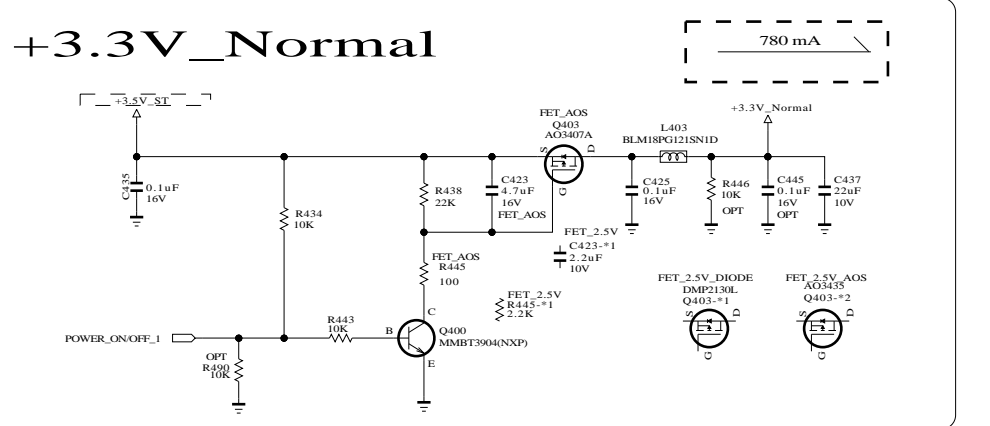 +3.3V_Normal
780 mA
+3.5V_ST
FET_AOS
Q403
AO3407A
S
D
G
L403
BLM18PG121SN1D
+3.3V_Normal
C435
0.1uF
16V
R434
10K
R438
22K
C423
4.7uF
16V
FET_AOS
C425
0.1uF
16V
R446
10K
OPT
C445
0.1uF
16V
OPT
C437
22uF
10V
FET_2.5V
C423-*1
2.2uF
10V
FET_AOS
R445
100
FET_2.5V
R445-*1
2.2K
FET_2.5V_DIODE
DMP2130L
Q403-*1
S
D
G
FET_2.5V_AOS
AO3435
Q403-*2
S
D
G
POWER_ON/OFF_1
R443
10K
B
C
E
Q400
MMBT3904(NXP)
OPT
R490
10K